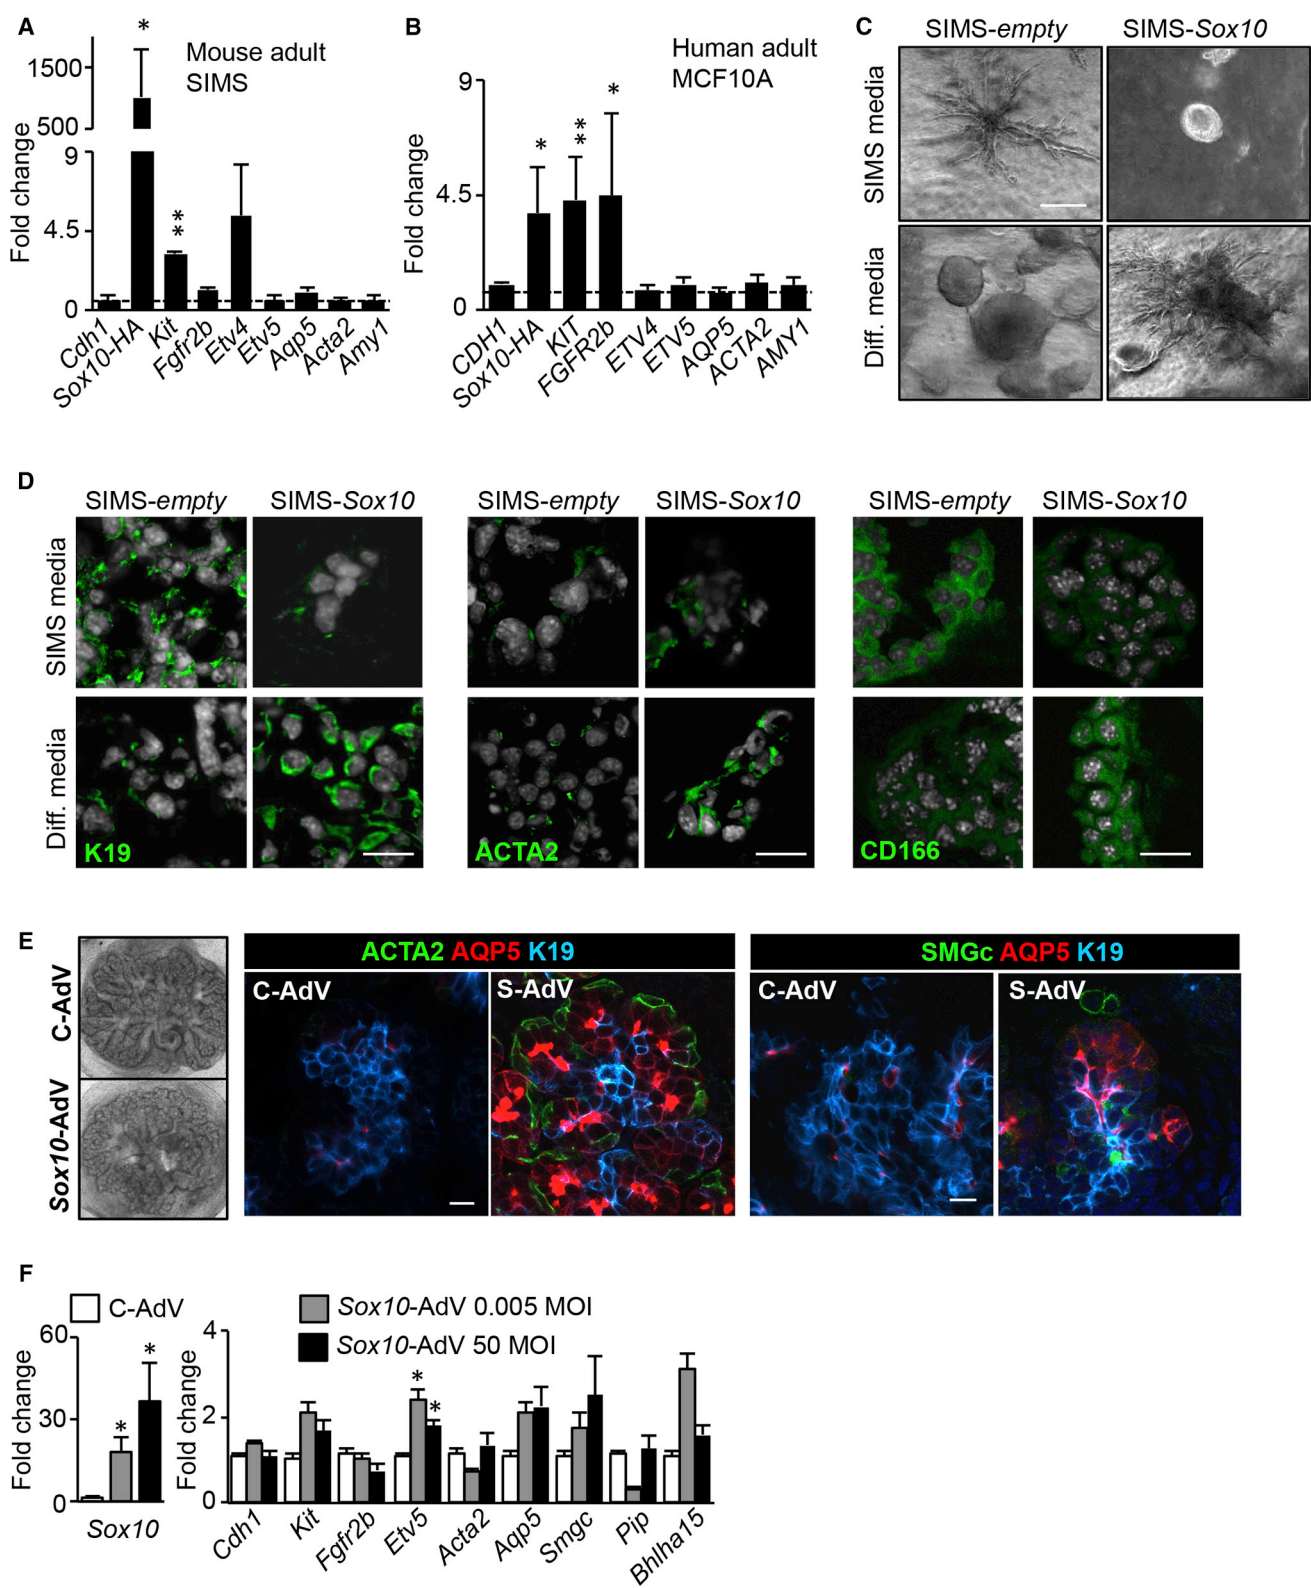 A
Mouse adult
SIMS
Fold change
1500
500
9
4.5
0
*
**
Cdh1
Sox10-HA
Kit
Fgfr2b
Etv4
Etv5
Aqp5
Acta2
Amy1
B
Human adult
MCF10A
Fold change
9
4.5
0
*
**
*
CDH1
Sox10-HA
KIT
FGFR2b
ETV4
ETV5
AQP5
ACTA2
AMY1
C
SIMS-empty
SIMS-Sox10
SIMS media
Diff. media
D
SIMS-empty
SIMS-Sox10
SIMS-empty
SIMS-Sox10
SIMS-empty
SIMS-Sox10
SIMS media
Diff. media
K19
ACTA2
CD166
E
C-AdV
Sox10-AdV
ACTA2 AQP5 K19
C-AdV
S-AdV
SMGc AQP5 K19
C-AdV
S-AdV
F
C-AdV
Sox10-AdV 0.005 MOI
Sox10-AdV 50 MOI
Fold change
60
30
0
*
*
Sox10
Fold change
4
2
0
*
*
Cdh1
Kit
Fgfr2b
Etv5
Acta2
Aqp5
Smgc
Pip
Bhlha15